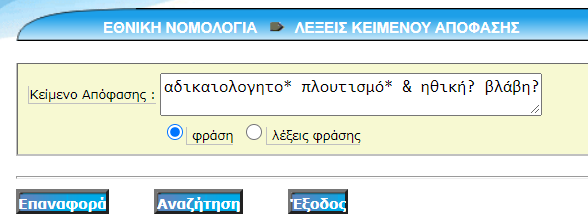 ΕΘΝΙΚΗ ΝΟΜΟΛΟΓΙΑ ΛΕΞΕΙΣ ΚΕΙΜΕΝΟΥ ΑΠΟΦΑΣΗΣ
Κείμενο Απόφασης : αδικαιολογητο* πλουτισμό* & ηθική? βλάβη?
φράση λέξεις φράσης
Επαναφορά Αναζήτηση Έξοδος